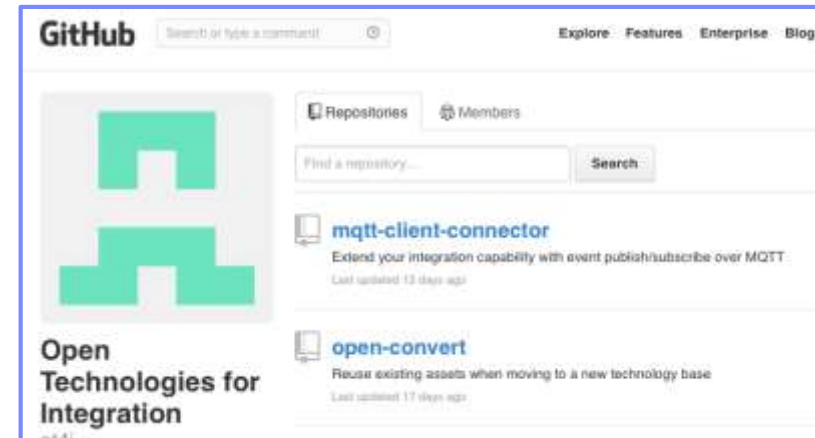 GitHub Search or type a command Explore Features Enterprise Blog
Repositories Members
Find a repository... Search
mqtt-client-connector
Extend your integration capability with event publish/subscribe over MQTT
Last updated 13 days ago
open-convert
Reuse existing assets when moving to a new technology base
Last updated 17 days ago
Open
Technologies for
Integration